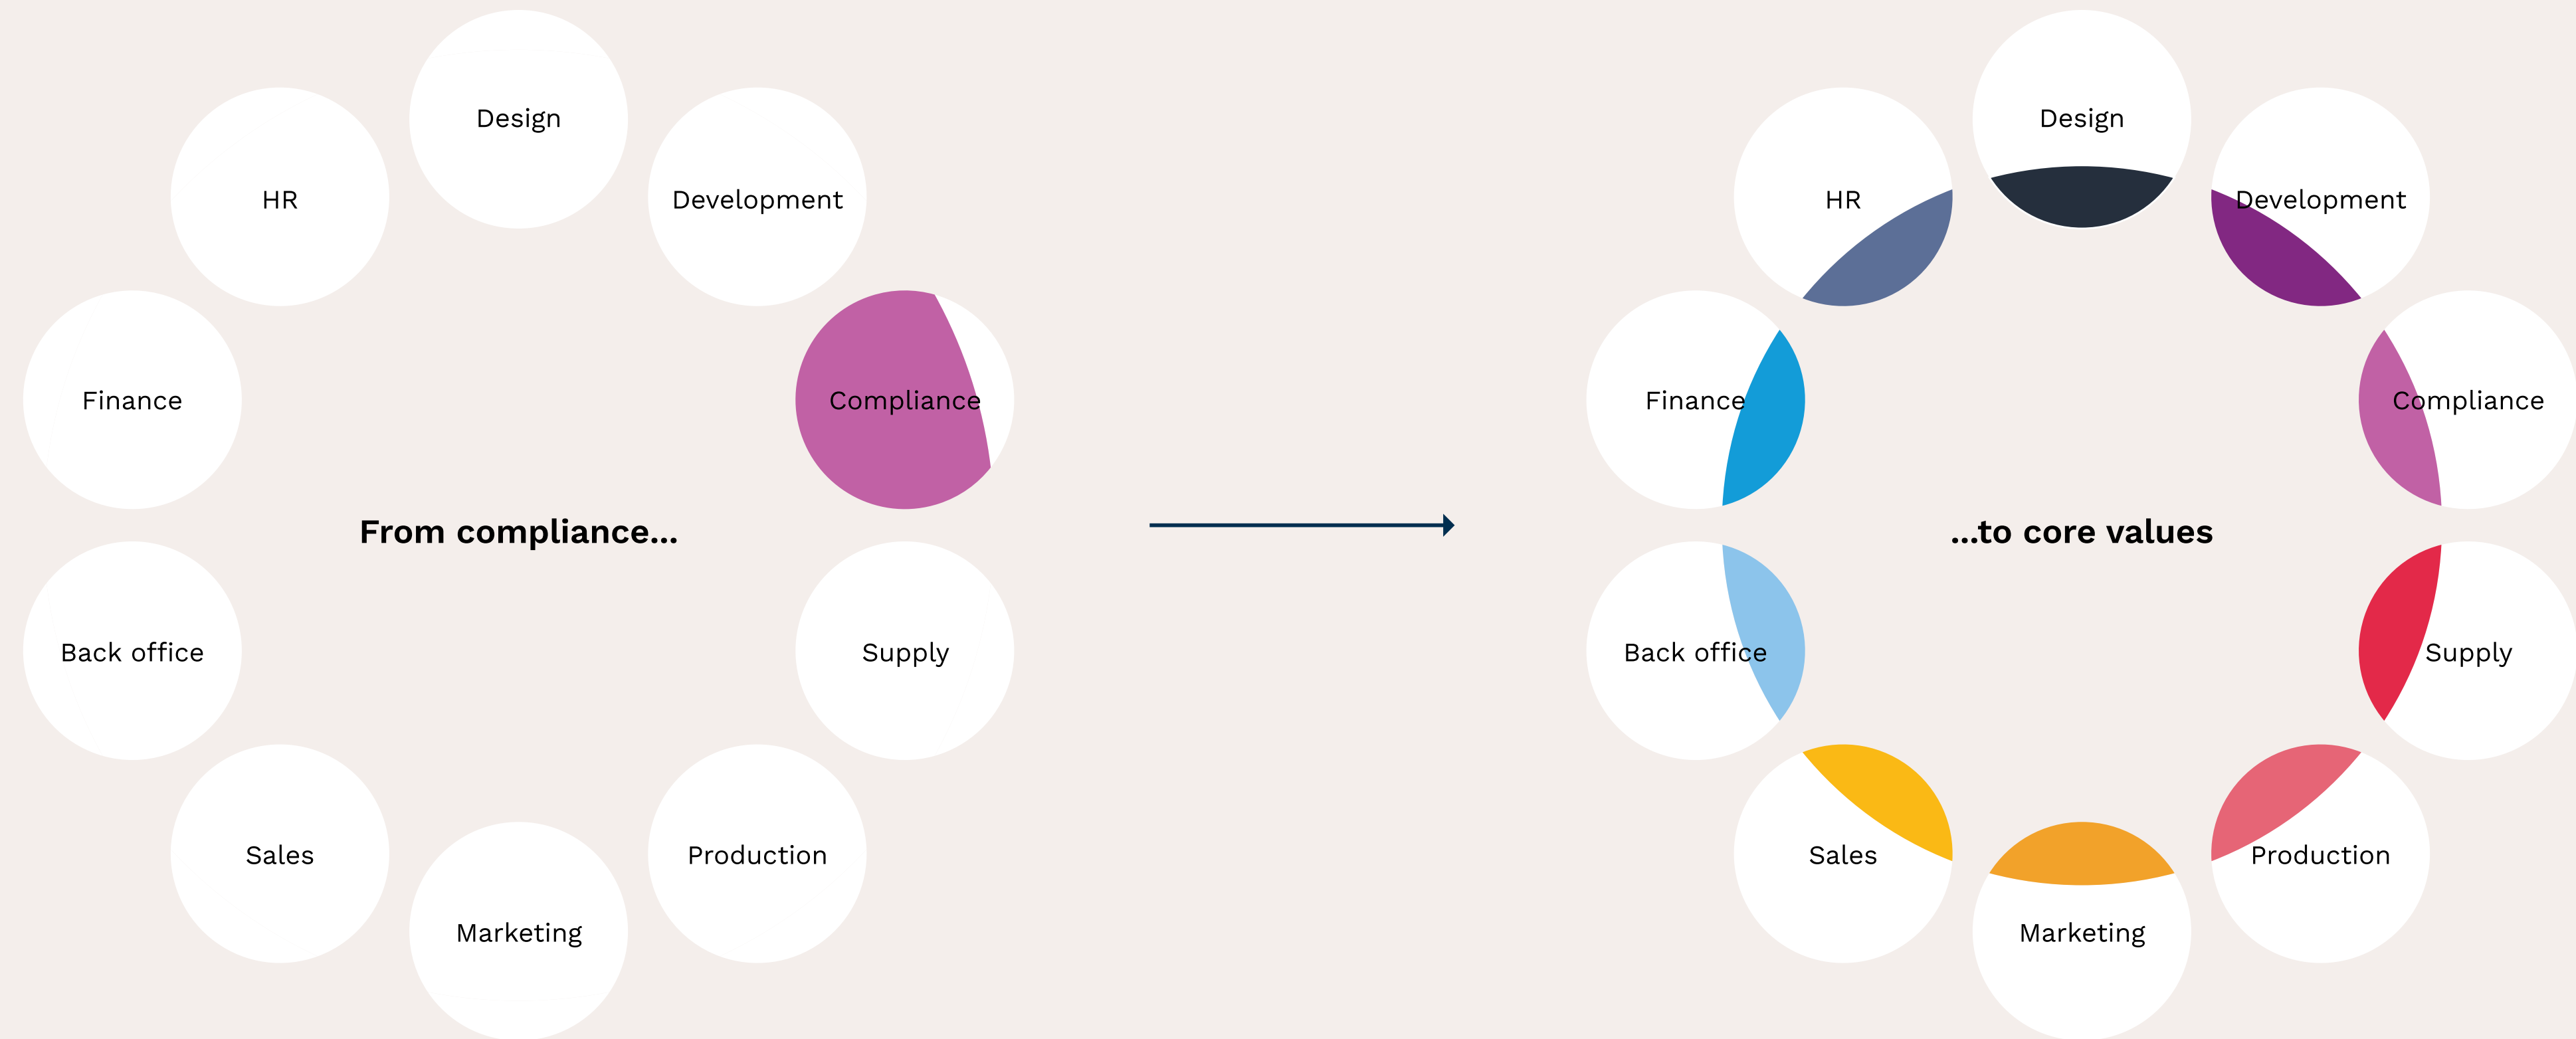 Design
HR
Development
Finance
Compliance
From compliance...
Back office
Supply
Sales
Production
Marketing
Design
HR
Development
Finance
Compliance
...to core values
Back office
Supply
Sales
Production
Marketing